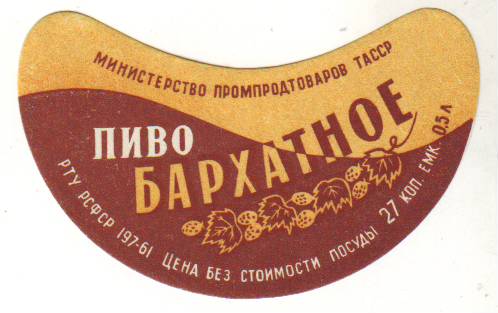 МИНИСТЕРСТВО ПРОМПРОДТОВАРОВ ТАССР
ПИВО
БАРХАТНОЕ
РТУ РСФСР 197-61 ЦЕНА БЕЗ СТОИМОСТИ ПОСУДЫ 27 КОП. ЕМК. 0,5 Л